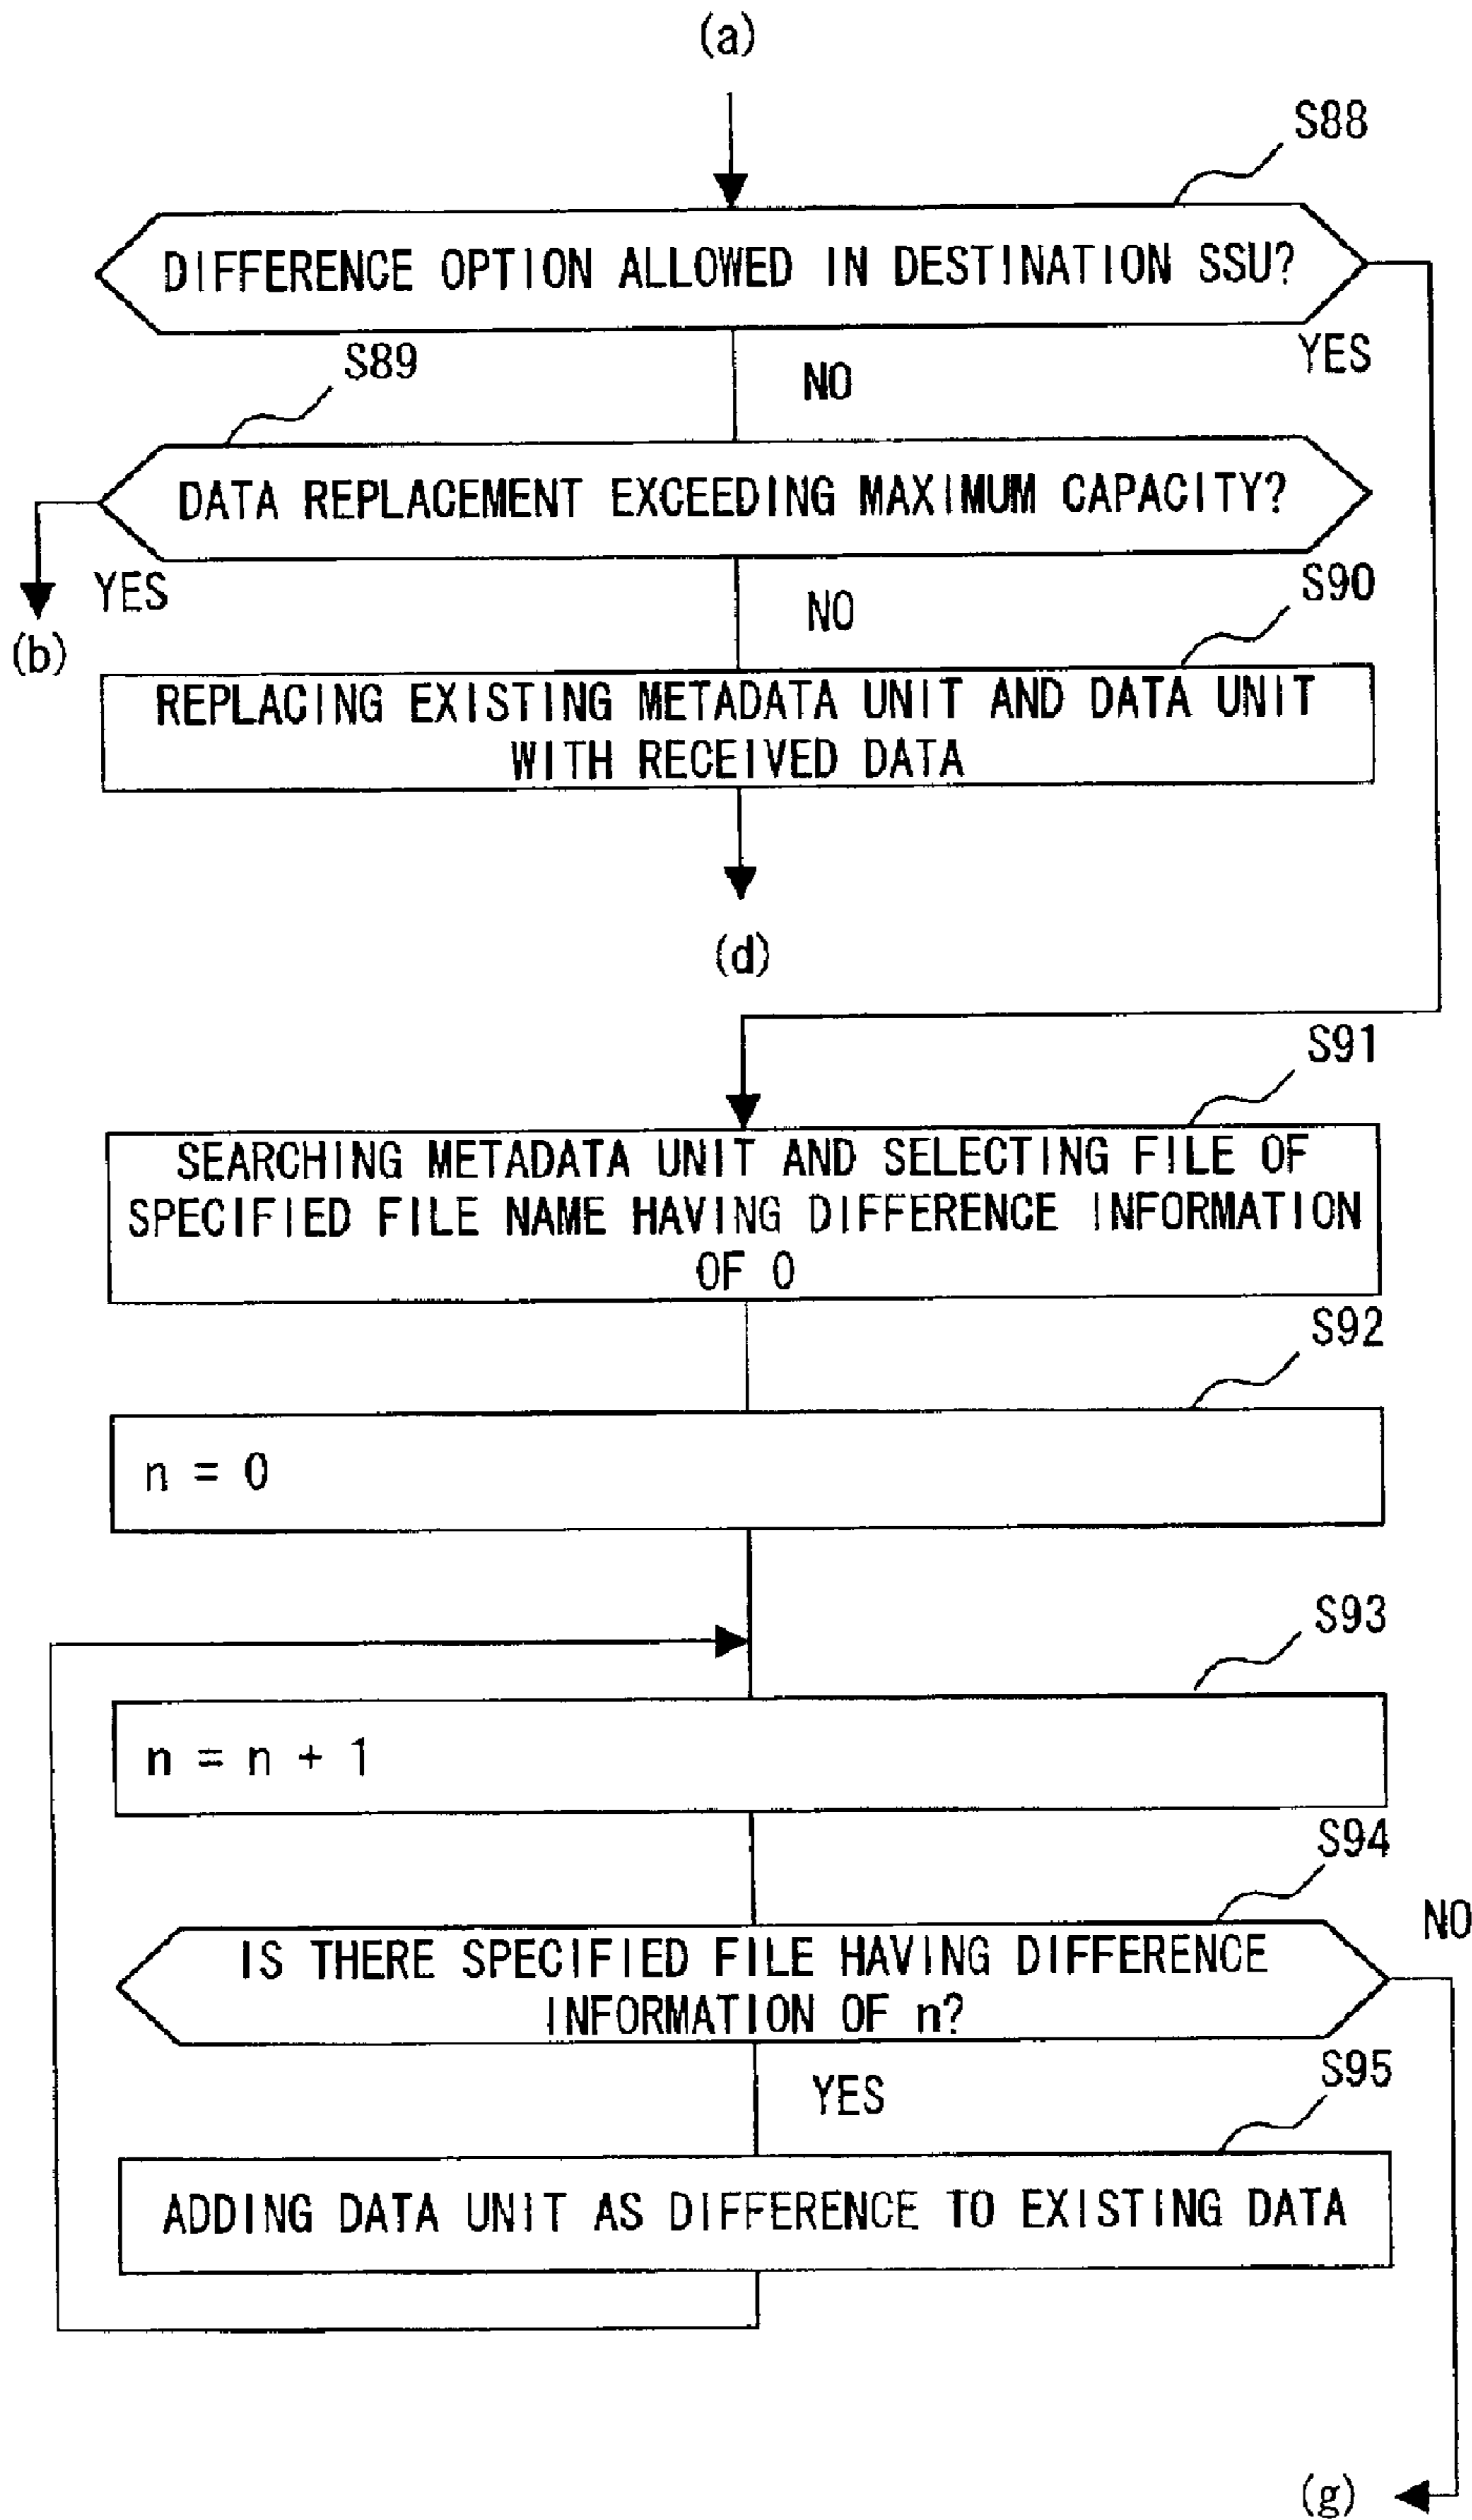 (a)
S88
DIFFERENCE OPTION ALLOWED IN DESTINATION SSU?
YES
NO
S89
DATA REPLACEMENT EXCEEDING MAXIMUM CAPACITY?
YES
(b)
NO
S90
REPLACING EXISTING METADATA UNIT AND DATA UNIT
WITH RECEIVED DATA
(d)
S91
SEARCHING METADATA UNIT AND SELECTING FILE OF
SPECIFIED FILE NAME HAVING DIFFERENCE INFORMATION
OF 0
S92
n = 0
S93
n = n + 1
S94
NO
IS THERE SPECIFIED FILE HAVING DIFFERENCE
INFORMATION OF n?
YES
S95
ADDING DATA UNIT AS DIFFERENCE TO EXISTING DATA
(g)